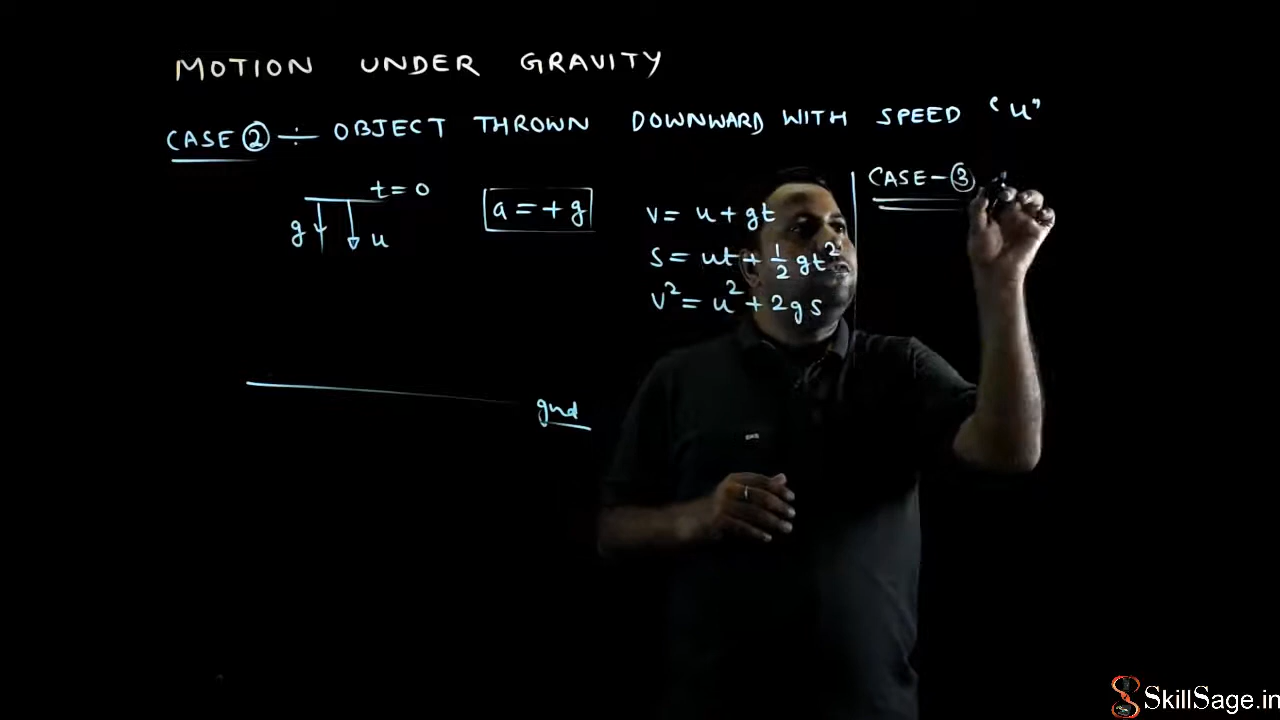 MOTION UNDER GRAVITY
CASE ② ÷ OBJECT THROWN DOWNWARD WITH SPEED "u"
t = 0
g u
a = +g
v = u + gt
s = ut + 1/2 gt²
v² = u² + 2gs
gnd
CASE - ③
SkillSage.in